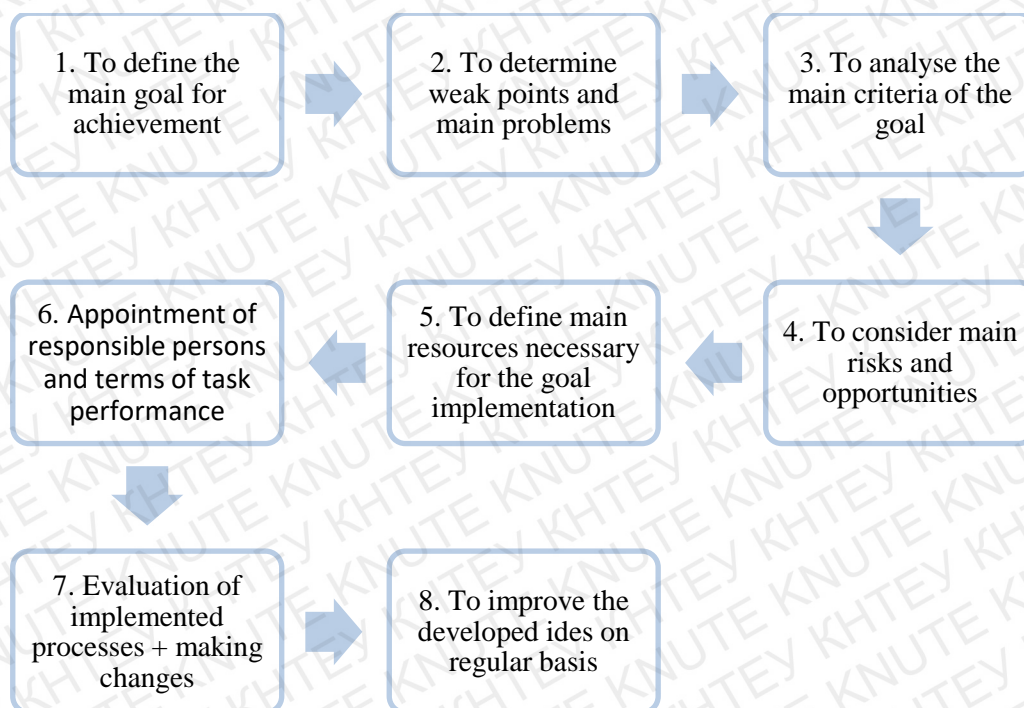 1. To define the
main goal for
achievement
2. To determine
weak points and
main problems
3. To analyse the
main criteria of the
goal
4. To consider main
risks and
opportunities
5. To define main
resources necessary
for the goal
implementation
6. Appointment of
responsible persons
and terms of task
performance
7. Evaluation of
implemented
processes + making
changes
8. To improve the
developed ides on
regular basis
KNUTE КНТЕУ